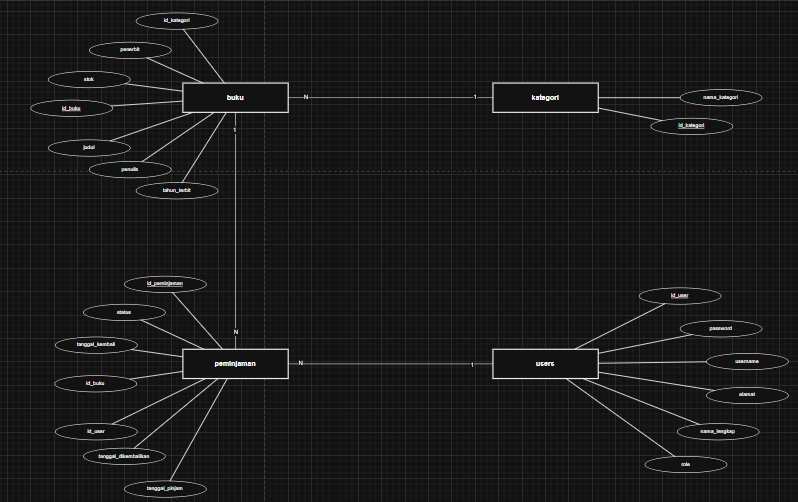 id_kategori
penerbit
stok
id_buku
judul
penulis
tahun_terbit
buku
N
1
kategori
nama_kategori
id_kategori
1
N
id_peminjaman
status
tanggal_kembali
id_buku
id_user
tanggal_dikembalikan
tanggal_pinjam
peminjaman
N
1
users
id_user
password
username
alamat
nama_lengkap
role